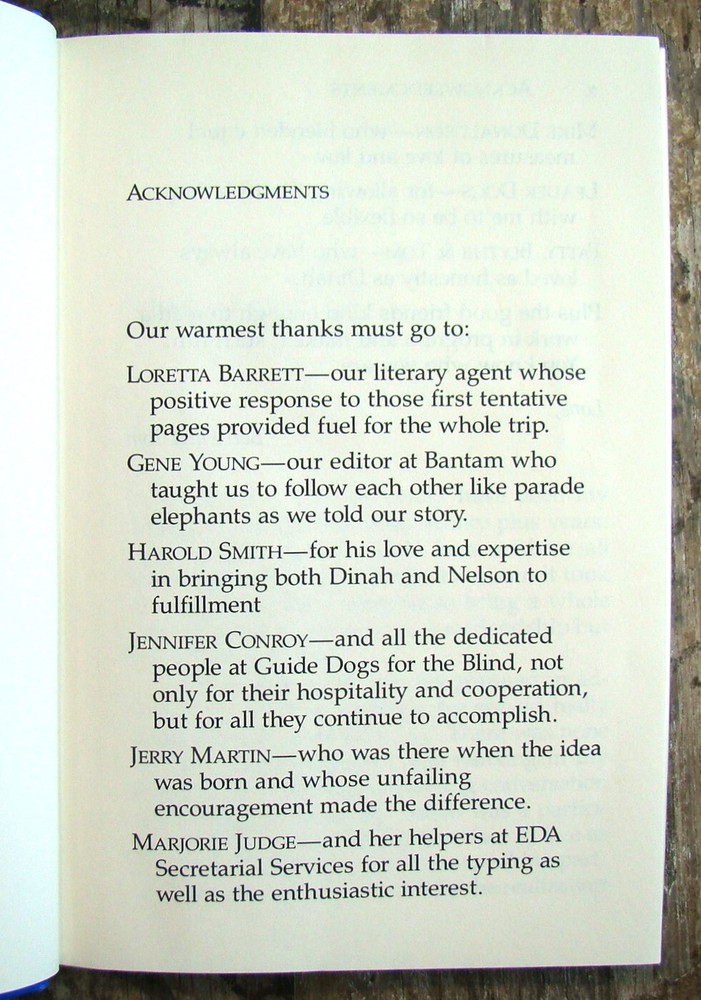 ACKNOWLEDGMENTS
Our warmest thanks must go to:
LORETTA BARRETT—our literary agent whose
positive response to those first tentative
pages provided fuel for the whole trip.
GENE YOUNG—our editor at Bantam who
taught us to follow each other like parade
elephants as we told our story.
HAROLD SMITH—for his love and expertise
in bringing both Dinah and Nelson to
fulfillment
JENNIFER CONROY—and all the dedicated
people at Guide Dogs for the Blind, not
only for their hospitality and cooperation,
but for all they continue to accomplish.
JERRY MARTIN—who was there when the idea
was born and whose unfailing
encouragement made the difference.
MARJORIE JUDGE—and her helpers at EDA
Secretarial Services for all the typing as
well as the enthusiastic interest.